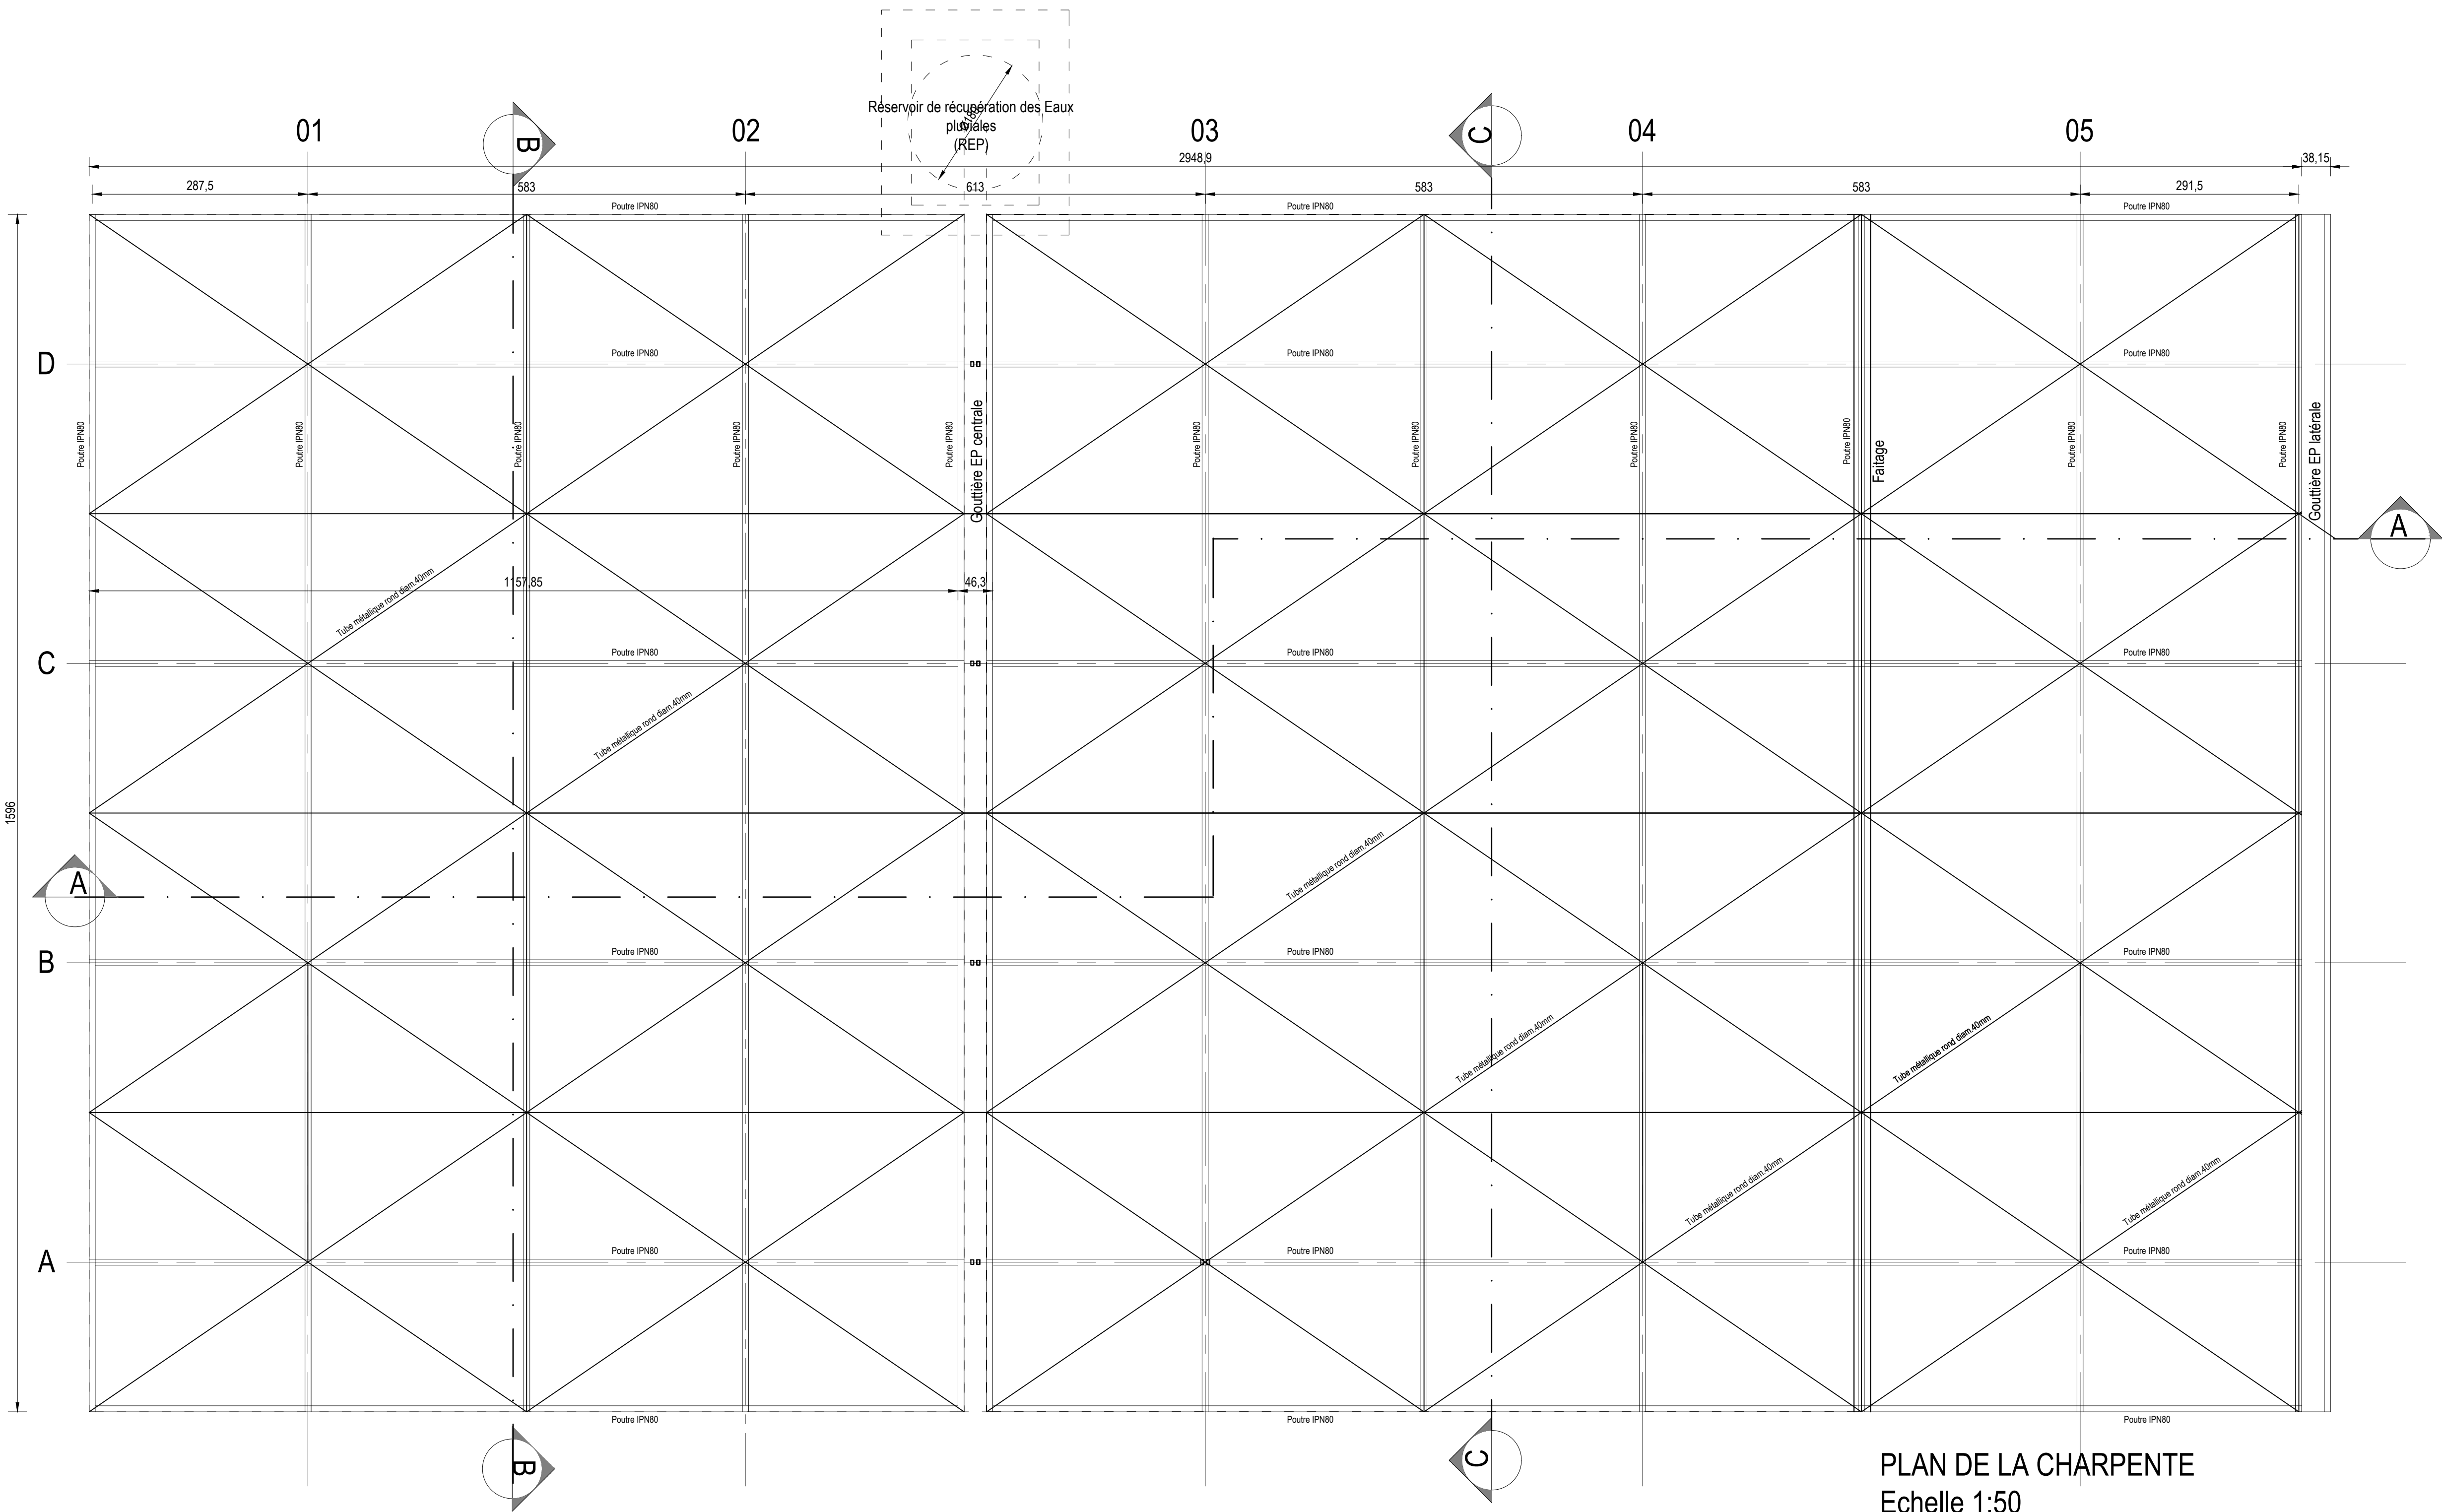 Réservoir de récupération des Eaux
pluviales
(REP)
01
B
02
03
C
04
05
2948,9
38,15
287,5
583
613
583
583
291,5
Poutre IPN80
Poutre IPN80
Poutre IPN80
D
Poutre IPN80
Poutre IPN80
Poutre IPN80
Poutre IPN80
Poutre IPN80
Poutre IPN80
Poutre IPN80
Poutre IPN80
Gouttière EP centrale
Poutre IPN80
Poutre IPN80
Poutre IPN80
Poutre IPN80
Faitage
Poutre IPN80
Poutre IPN80
Gouttière EP latérale
A
Tube métallique rond diam.40mm
1157,85
46,3
C
Poutre IPN80
Poutre IPN80
Poutre IPN80
Tube métallique rond diam.40mm
1596
Tube métallique rond diam.40mm
A
B
Poutre IPN80
Poutre IPN80
Poutre IPN80
Tube métallique rond diam.40mm
Tube métallique rond diam.40mm
Tube métallique rond diam.40mm
Tube métallique rond diam.40mm
A
Poutre IPN80
Poutre IPN80
Poutre IPN80
Poutre IPN80
Poutre IPN80
Poutre IPN80
B
C
PLAN DE LA CHARPENTE
Echelle 1:50